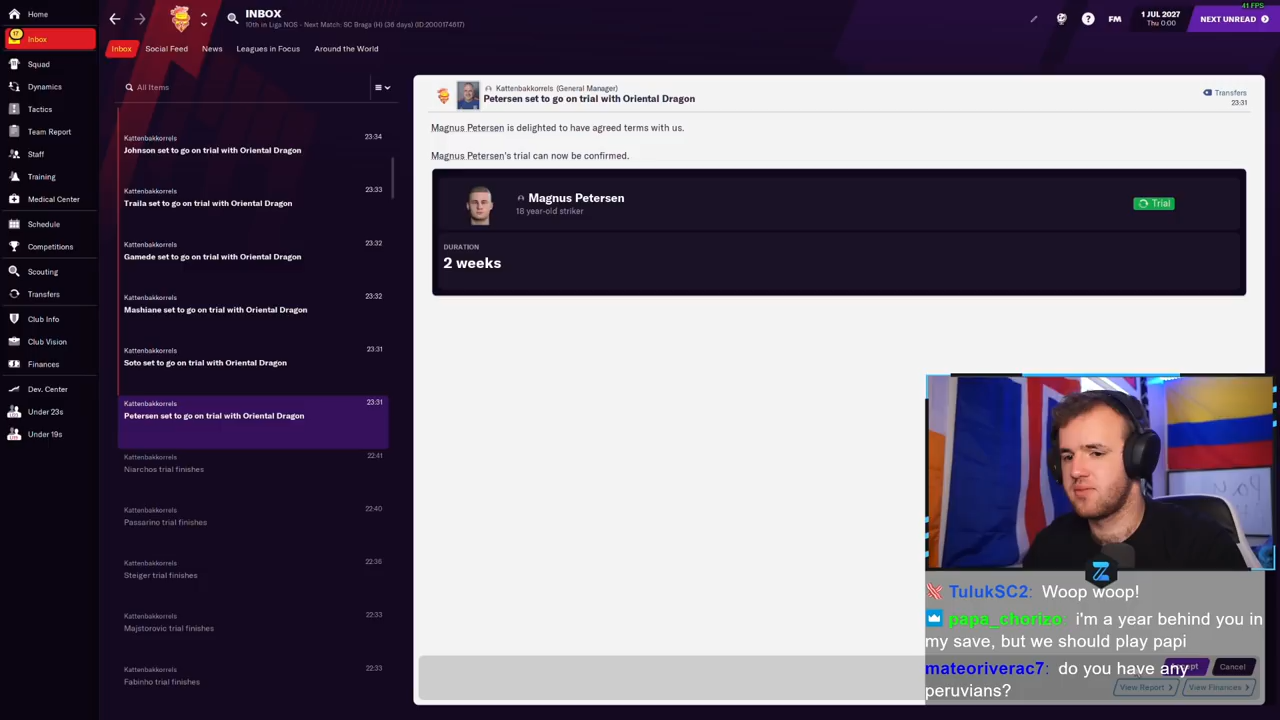 Home
Inbox
17
Squad
Dynamics
Tactics
Team Report
Staff
Training
Medical Center
Schedule
Competitions
Scouting
Transfers
Club Info
Club Vision
Finances
Dev. Center
Under 23s
Under 19s
INBOX
10th in Liga NOS - Next Match: SC Braga (H) (36 days) (ID:2000174817)
41 FPS
FM
1 JUL 2027
Thu 0:00
NEXT UNREAD
Inbox
Social Feed
News
Leagues in Focus
Around the World
All Items
Kattenbakkorrels 23:34
Johnson set to go on trial with Oriental Dragon
Kattenbakkorrels 23:33
Traila set to go on trial with Oriental Dragon
Kattenbakkorrels 23:32
Gamede set to go on trial with Oriental Dragon
Kattenbakkorrels 23:32
Mashiane set to go on trial with Oriental Dragon
Kattenbakkorrels 23:31
Soto set to go on trial with Oriental Dragon
Kattenbakkorrels 23:31
Petersen set to go on trial with Oriental Dragon
Kattenbakkorrels 22:41
Niarchos trial finishes
Kattenbakkorrels 22:40
Passarino trial finishes
Kattenbakkorrels 22:36
Steiger trial finishes
Kattenbakkorrels 22:33
Majstorovic trial finishes
Kattenbakkorrels 22:33
Fabinho trial finishes
Kattenbakkorrels (General Manager)
Petersen set to go on trial with Oriental Dragon
Transfers
23:31
Magnus Petersen is delighted to have agreed terms with us.
Magnus Petersen's trial can now be confirmed.
Magnus Petersen
18 year-old striker
Trial
DURATION
2 weeks
TulukSC2: Woop woop!
papa_chorizo: i'm a year behind you in
my save, but we should play papi
mateoriverac7: do you have any
peruvians?
Cancel
View Report
View Finances